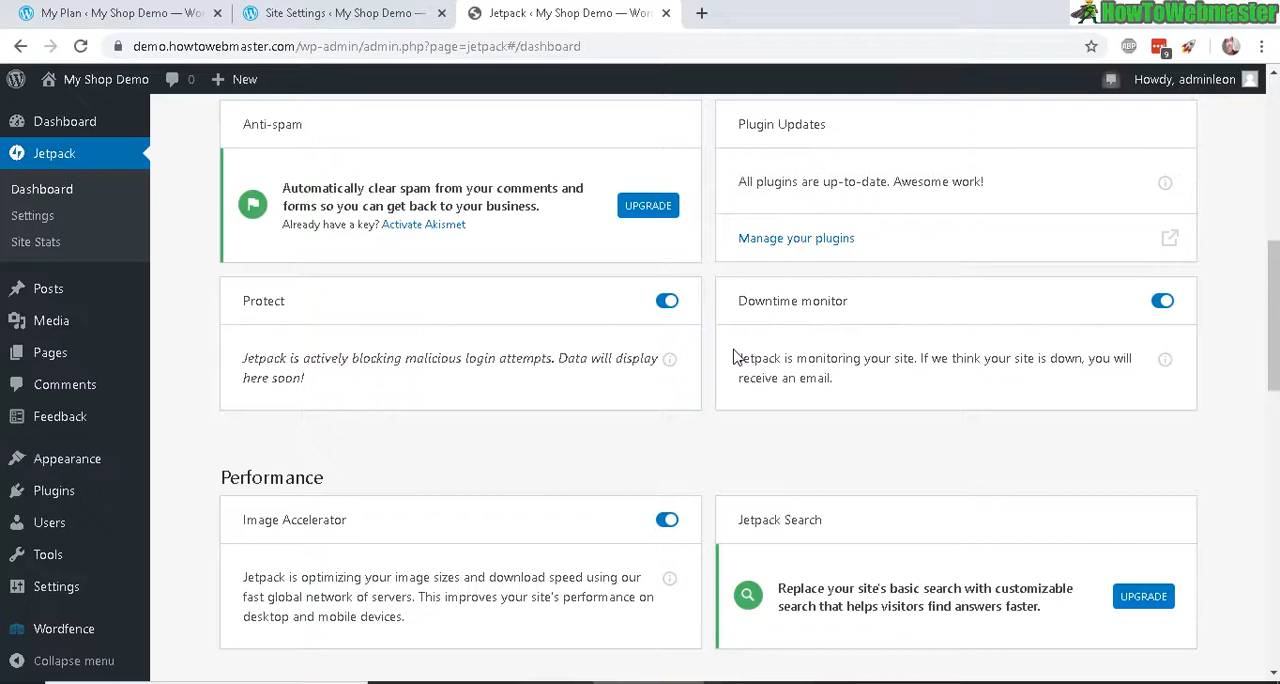 My Plan ‹ My Shop Demo — Wor
Site Settings ‹ My Shop Demo —
Jetpack ‹ My Shop Demo — Wor
HowToWebmaster
demo.howtowebmaster.com/wp-admin/admin.php?page=jetpack#/dashboard
ABP
9
My Shop Demo
0
New
Howdy, adminleon
Dashboard
Jetpack
Dashboard
Settings
Site Stats
Posts
Media
Pages
Comments
Feedback
Appearance
Plugins
Users
Tools
Settings
Wordfence
Collapse menu
Anti-spam
Automatically clear spam from your comments and
forms so you can get back to your business.
Already have a key? Activate Akismet
UPGRADE
Plugin Updates
All plugins are up-to-date. Awesome work!
Manage your plugins
Protect
Jetpack is actively blocking malicious login attempts. Data will display
here soon!
Downtime monitor
Jetpack is monitoring your site. If we think your site is down, you will
receive an email.
Performance
Image Accelerator
Jetpack is optimizing your image sizes and download speed using our
fast global network of servers. This improves your site's performance on
desktop and mobile devices.
Jetpack Search
Replace your site's basic search with customizable
search that helps visitors find answers faster.
UPGRADE